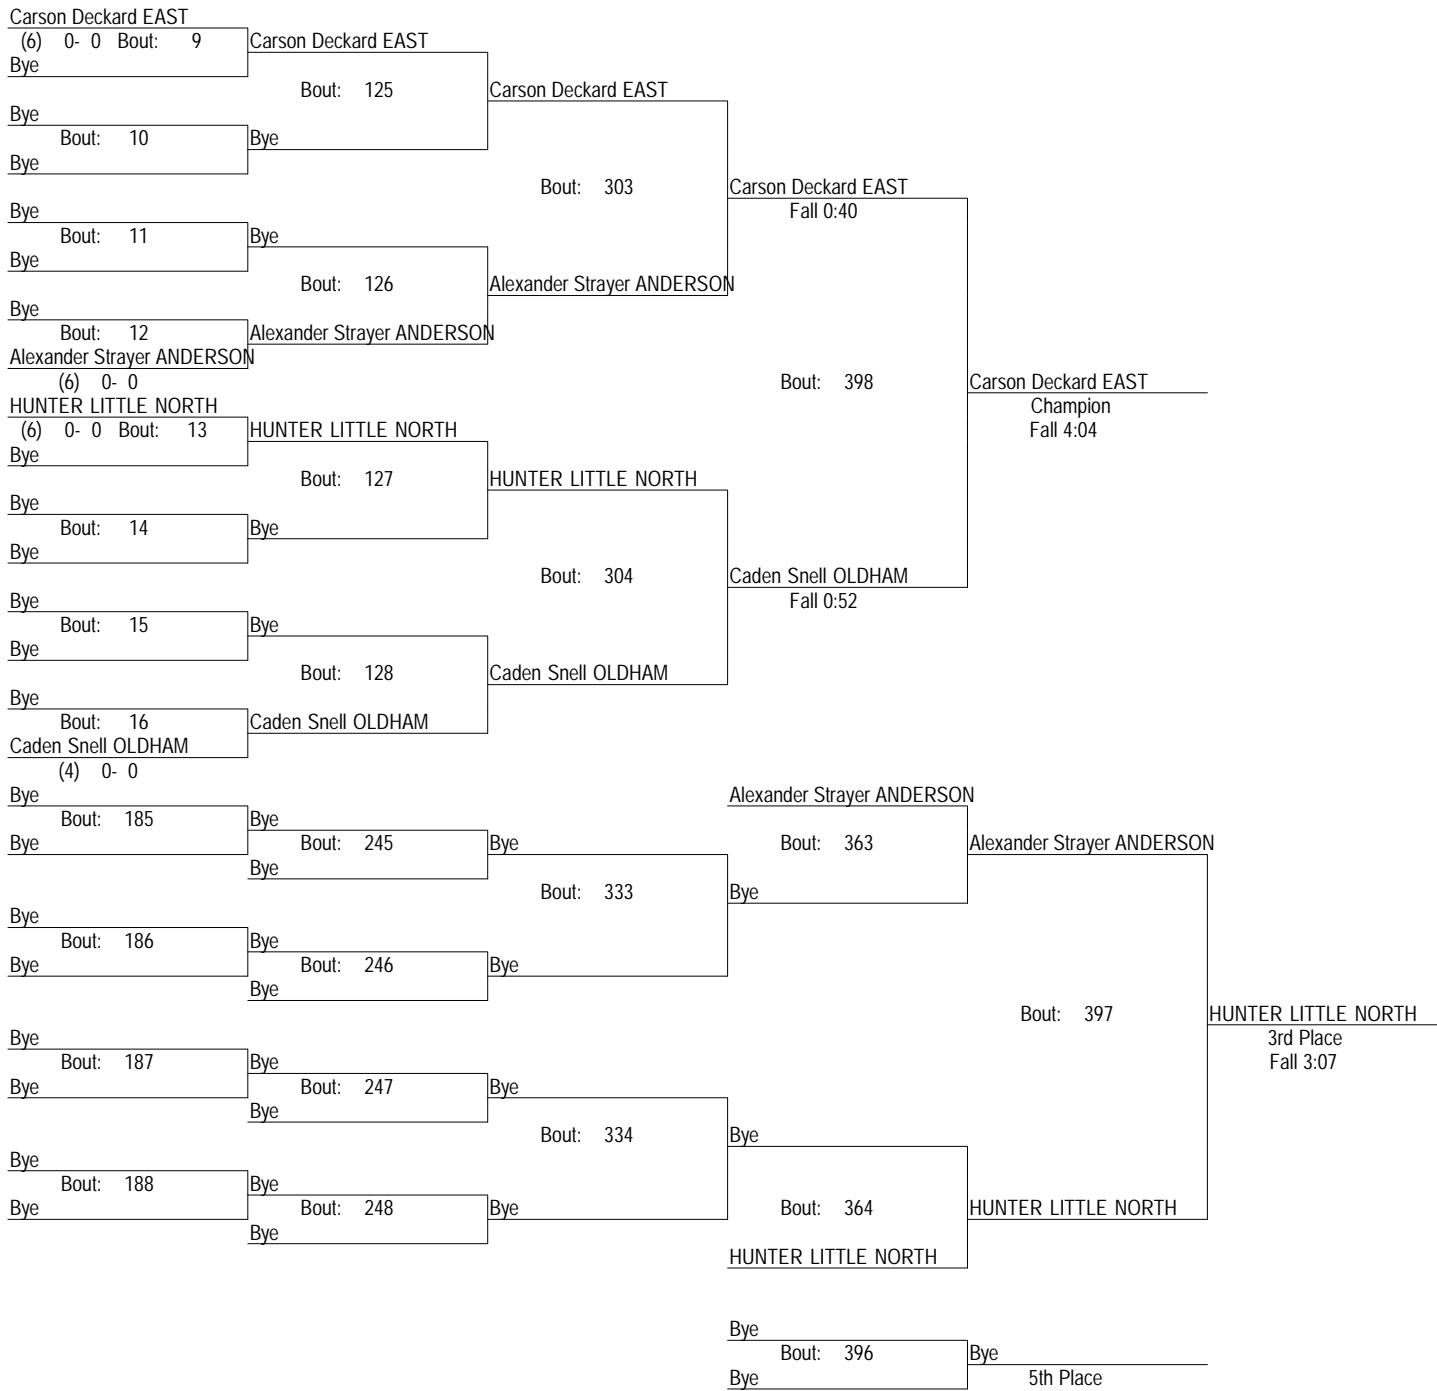 Carson Deckard EAST
(6) 0- 0 Bout: 9 Carson Deckard EAST
Bye
Bout: 125 Carson Deckard EAST
Bye
Bout: 10 Bye
Bye
Bout: 303 Carson Deckard EAST
Bye Fall 0:40
Bout: 11 Bye
Bye
Bout: 126 Alexander Strayer ANDERSON
Bye
Bout: 12 Alexander Strayer ANDERSON
Alexander Strayer ANDERSON
(6) 0- 0 Bout: 398 Carson Deckard EAST
HUNTER LITTLE NORTH Champion
(6) 0- 0 Bout: 13 HUNTER LITTLE NORTH Fall 4:04
Bye
Bout: 127 HUNTER LITTLE NORTH
Bye
Bout: 14 Bye
Bye
Bout: 304 Caden Snell OLDHAM
Bye Fall 0:52
Bout: 15 Bye
Bye
Bout: 128 Caden Snell OLDHAM
Bye
Bout: 16 Caden Snell OLDHAM
Caden Snell OLDHAM
(4) 0- 0
Bye Alexander Strayer ANDERSON
Bout: 185 Bye
Bye Bout: 245 Bye Bout: 363 Alexander Strayer ANDERSON
Bye
Bout: 333 Bye
Bye
Bout: 186 Bye
Bye Bout: 246 Bye
Bye
Bout: 397 HUNTER LITTLE NORTH
Bye 3rd Place
Bout: 187 Bye Fall 3:07
Bye Bout: 247 Bye
Bye
Bout: 334 Bye
Bye
Bout: 188 Bye
Bye Bout: 248 Bye Bout: 364 HUNTER LITTLE NORTH
Bye
HUNTER LITTLE NORTH
Bye
Bout: 396 Bye
Bye 5th Place